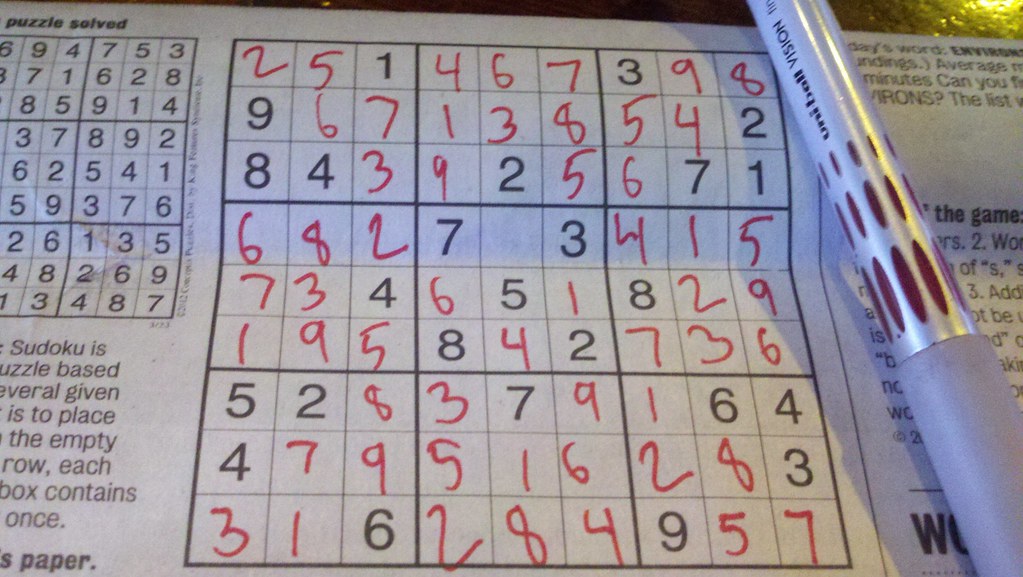 puzzle solved
6 9 4 7 5 3
3 7 1 6 2 8
8 5 9 1 4
3 7 8 9 2
6 2 5 4 1
5 9 3 7 6
2 6 1 3 5
4 8 2 6 9
1 3 4 8 7
: Sudoku is
uzzle based
everal given
is to place
the empty
row, each
box contains
once.
's paper.
2 5 1 4 6 7 3 9 8
9 6 7 1 3 8 5 4 2
8 4 3 9 2 5 6 7 1
6 8 2 7 3 4 1 5
7 3 4 6 5 1 8 2 9
1 9 5 8 4 2 7 3 6
5 2 8 3 7 9 1 6 4
4 7 9 5 1 6 2 8 3
3 1 6 2 8 4 9 5 7
uni-ball VISION
day's word: ENVIRONS
undings.) Average m
minutes Can you fi
VIRONS? The list w
" the game:
ers. 2. Wor
of "s," s
3. Addi
ot be u
is
"b
nc
wc
© 20
WO